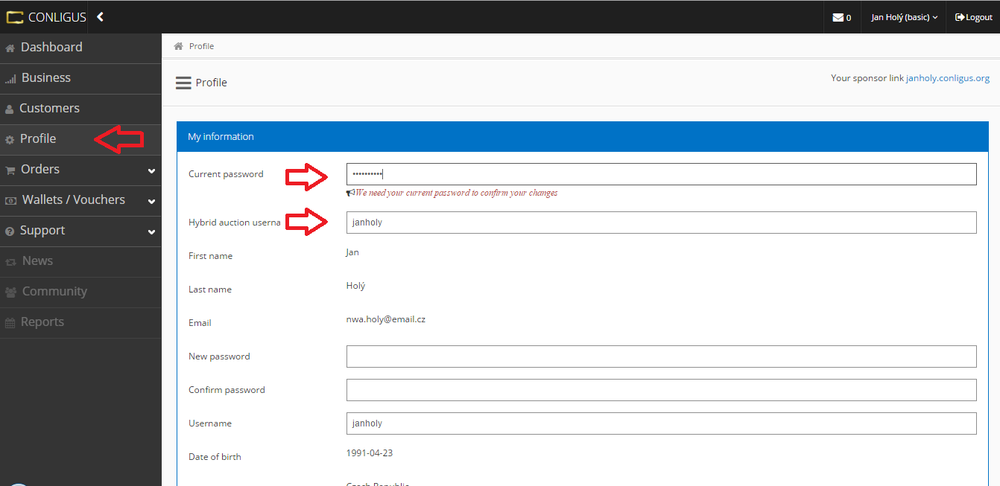 CONLIGUS
0
Jan Holý (basic)
Logout
Dashboard
Business
Customers
Profile
Orders
Wallets / Vouchers
Support
News
Community
Reports
Profile
Profile
Your sponsor link janholy.conligus.org
My information
Current password
••••••••••
We need your current password to confirm your changes
Hybrid auction userna
janholy
First name
Jan
Last name
Holý
Email
nwa.holy@email.cz
New password
Confirm password
Username
janholy
Date of birth
1991-04-23
Czech Republic